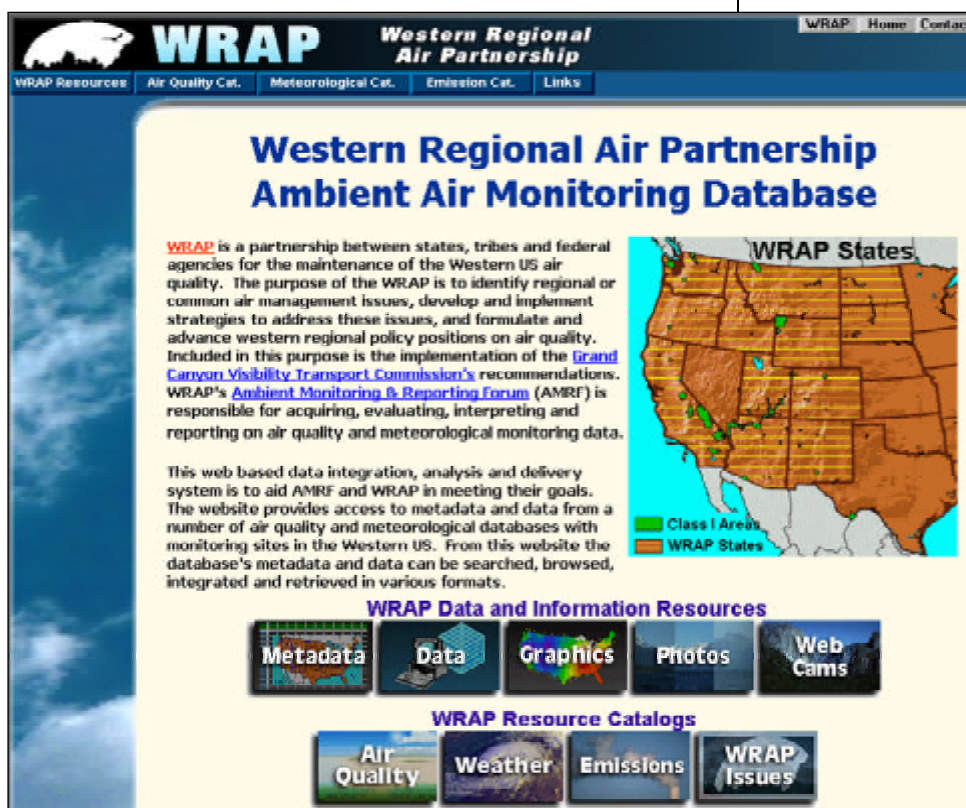 WRAP Western Regional Air Partnership
WRAP Home Contac
WRAP Resources Air Quality Cat. Meteorological Cat. Emission Cat. Links
Western Regional Air Partnership
Ambient Air Monitoring Database
WRAP is a partnership between states, tribes and federal
agencies for the maintenance of the Western US air
quality. The purpose of the WRAP is to identify regional or
common air management issues, develop and implement
strategies to address these issues, and formulate and
advance western regional policy positions on air quality.
Included in this purpose is the implementation of the Grand
Canyon Visibility Transport Commission's recommendations.
WRAP's Ambient Monitoring & Reporting Forum (AMRF) is
responsible for acquiring, evaluating, interpreting and
reporting on air quality and meteorological monitoring data.
This web based data integration, analysis and delivery
system is to aid AMRF and WRAP in meeting their goals.
The website provides access to metadata and data from a
number of air quality and meteorological databases with
monitoring sites in the Western US. From this website the
database's metadata and data can be searched, browsed,
integrated and retrieved in various formats.
WRAP States
Class I Areas
WRAP States
WRAP Data and Information Resources
Metadata Data Graphics Photos Web Cams
WRAP Resource Catalogs
Air Quality Weather Emissions WRAP Issues